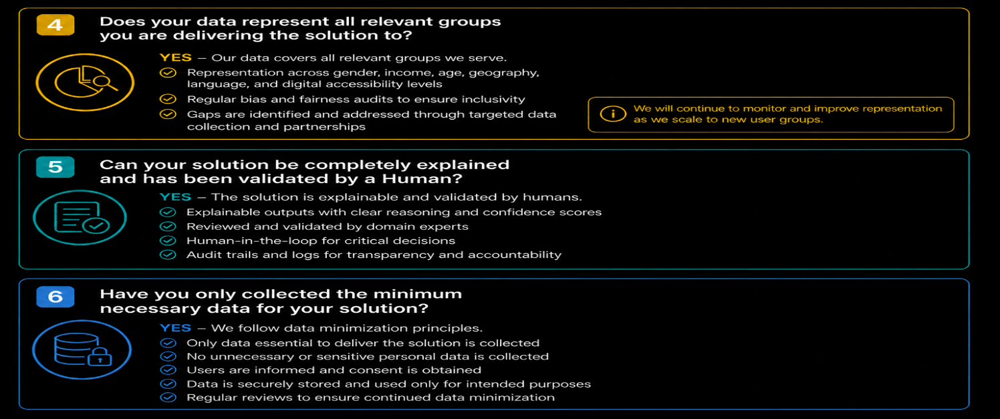 4
Does your data represent all relevant groups
you are delivering the solution to?
YES – Our data covers all relevant groups we serve.
Representation across gender, income, age, geography,
language, and digital accessibility levels
Regular bias and fairness audits to ensure inclusivity
Gaps are identified and addressed through targeted data
collection and partnerships
We will continue to monitor and improve representation
as we scale to new user groups.
5
Can your solution be completely explained
and has been validated by a Human?
YES – The solution is explainable and validated by humans.
Explainable outputs with clear reasoning and confidence scores
Reviewed and validated by domain experts
Human-in-the-loop for critical decisions
Audit trails and logs for transparency and accountability
6
Have you only collected the minimum
necessary data for your solution?
YES – We follow data minimization principles.
Only data essential to deliver the solution is collected
No unnecessary or sensitive personal data is collected
Users are informed and consent is obtained
Data is securely stored and used only for intended purposes
Regular reviews to ensure continued data minimization